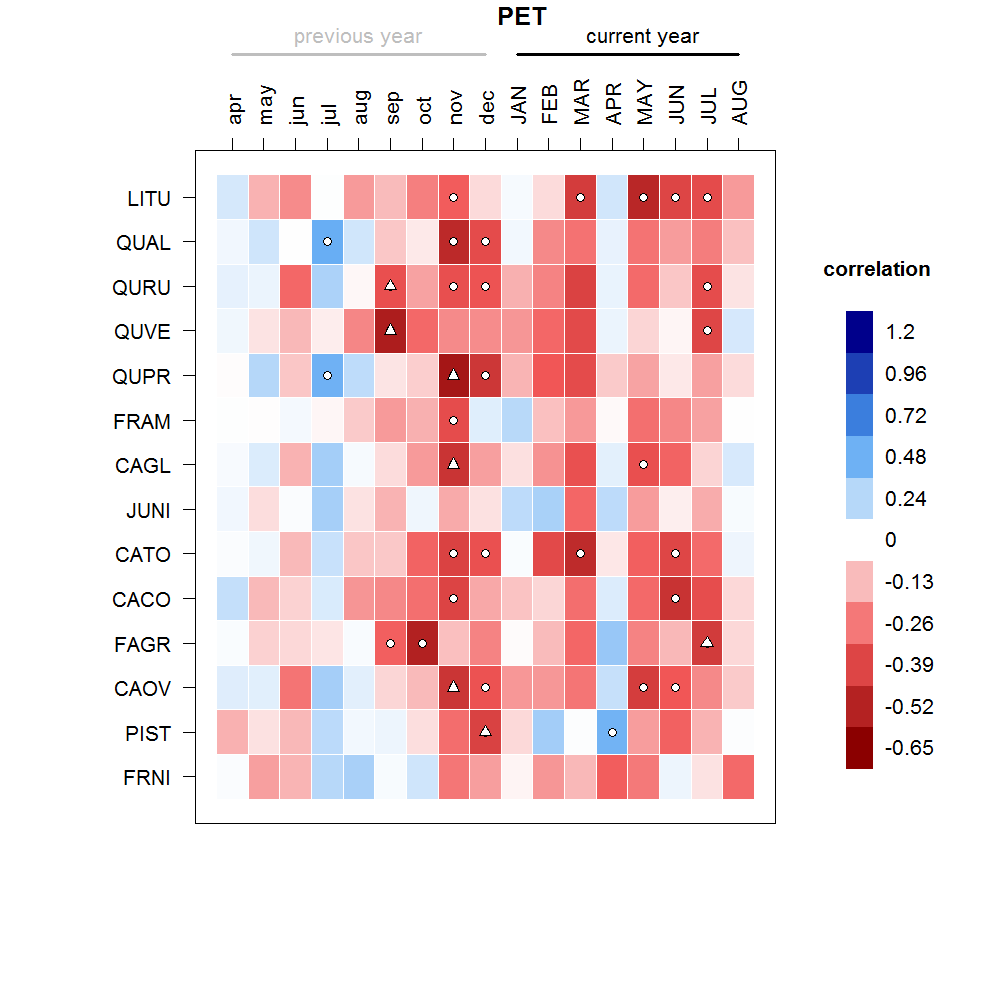 PET
previous year current year
apr may jun jul aug sep oct nov dec JAN FEB MAR APR MAY JUN JUL AUG
LITU
QUAL
QURU
QUVE
QUPR
FRAM
CAGL
JUNI
CATO
CACO
FAGR
CAOV
PIST
FRNI
correlation
1.2
0.96
0.72
0.48
0.24
0
-0.13
-0.26
-0.39
-0.52
-0.65